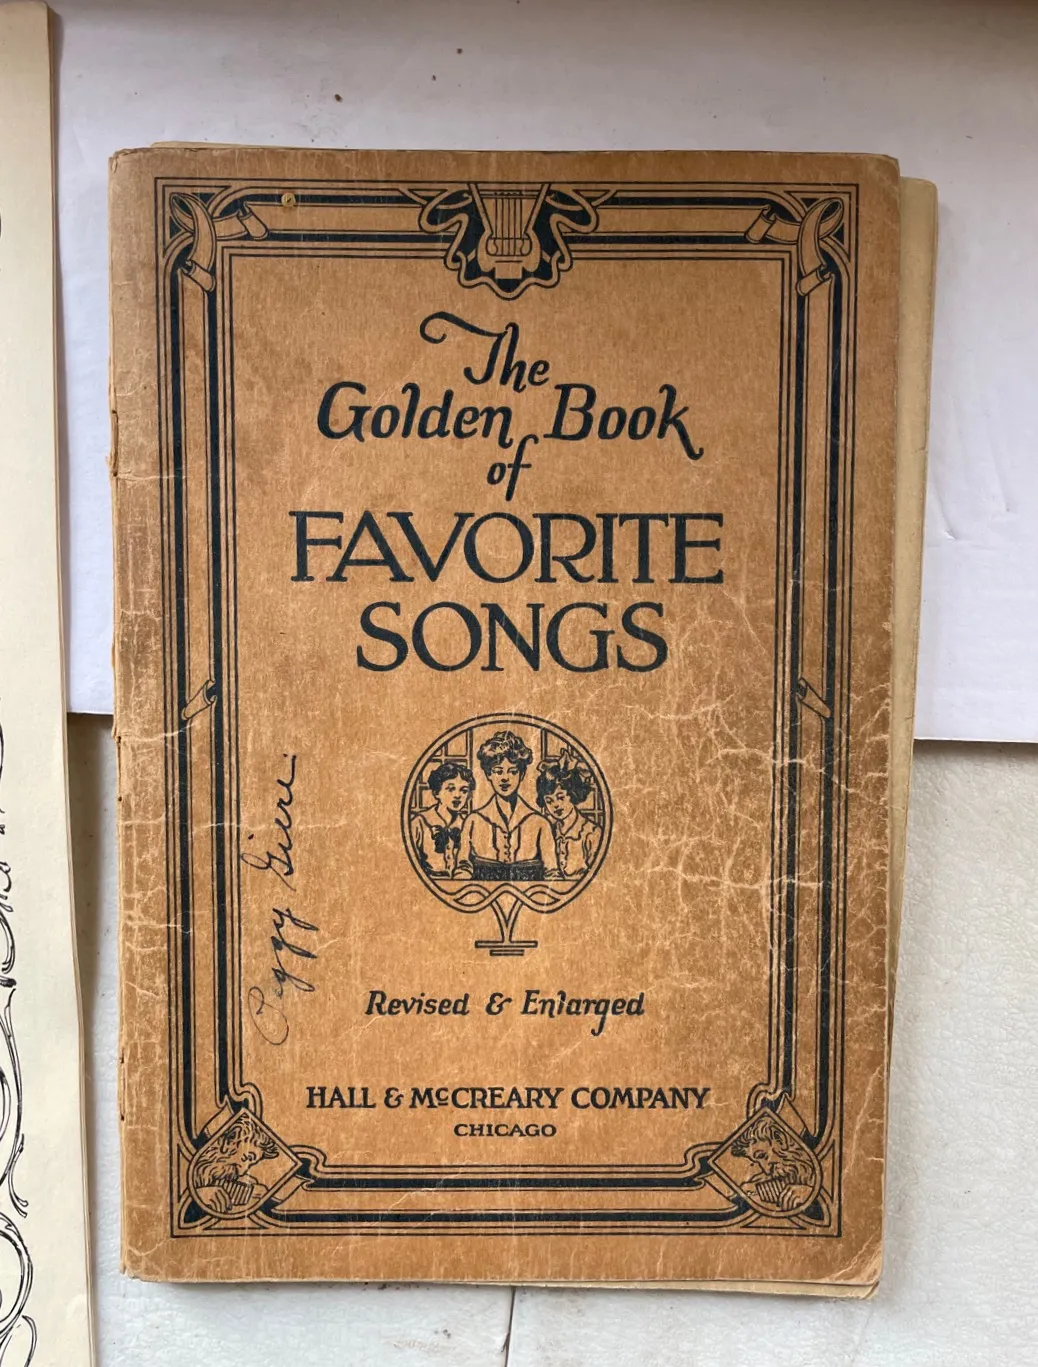 The
Golden Book
of
FAVORITE
SONGS
Peggy
Revised & Enlarged
HALL & McCREARY COMPANY
CHICAGO